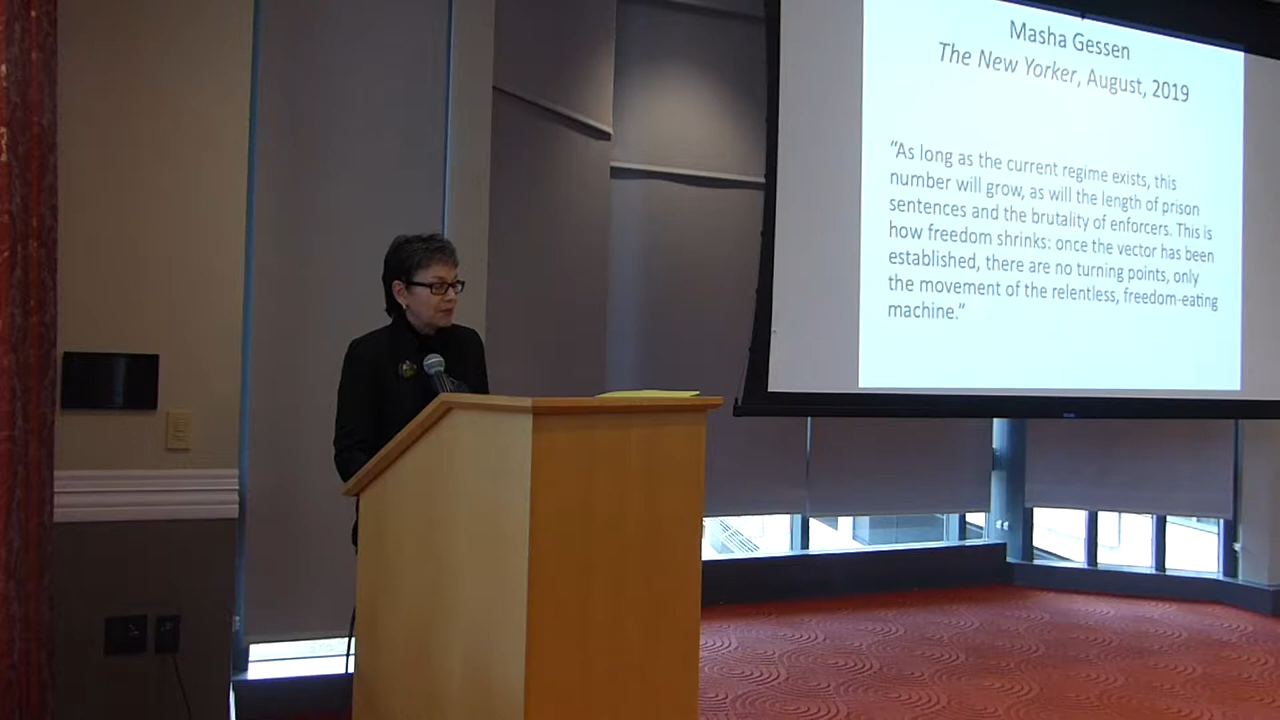 Masha Gessen
The New Yorker, August, 2019
“As long as the current regime exists, this
number will grow, as will the length of prison
sentences and the brutality of enforcers. This is
how freedom shrinks: once the vector has been
established, there are no turning points, only
the movement of the relentless, freedom-eating
machine.”